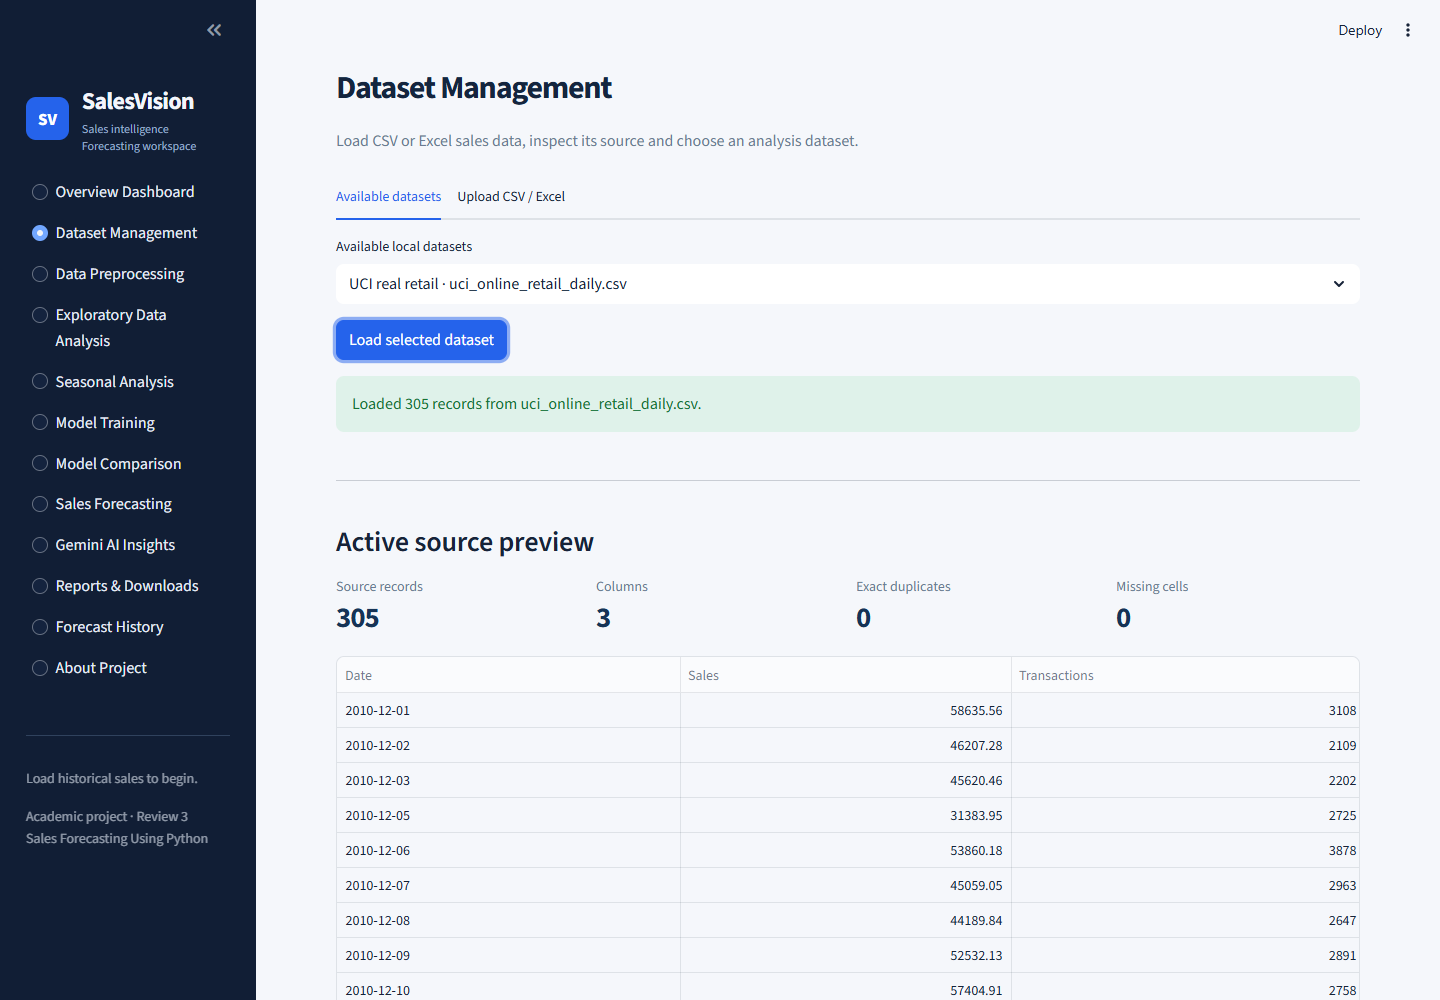 Deploy
SV
SalesVision
Sales intelligence
Forecasting workspace
Overview Dashboard
Dataset Management
Data Preprocessing
Exploratory Data
Analysis
Seasonal Analysis
Model Training
Model Comparison
Sales Forecasting
Gemini AI Insights
Reports & Downloads
Forecast History
About Project
Load historical sales to begin.
Academic project · Review 3
Sales Forecasting Using Python
Dataset Management
Load CSV or Excel sales data, inspect its source and choose an analysis dataset.
Available datasets Upload CSV / Excel
Available local datasets
UCI real retail · uci_online_retail_daily.csv
Load selected dataset
Loaded 305 records from uci_online_retail_daily.csv.
Active source preview
Source records Columns Exact duplicates Missing cells
305 3 0 0
Date Sales Transactions
2010-12-01 58635.56 3108
2010-12-02 46207.28 2109
2010-12-03 45620.46 2202
2010-12-05 31383.95 2725
2010-12-06 53860.18 3878
2010-12-07 45059.05 2963
2010-12-08 44189.84 2647
2010-12-09 52532.13 2891
2010-12-10 57404.91 2758